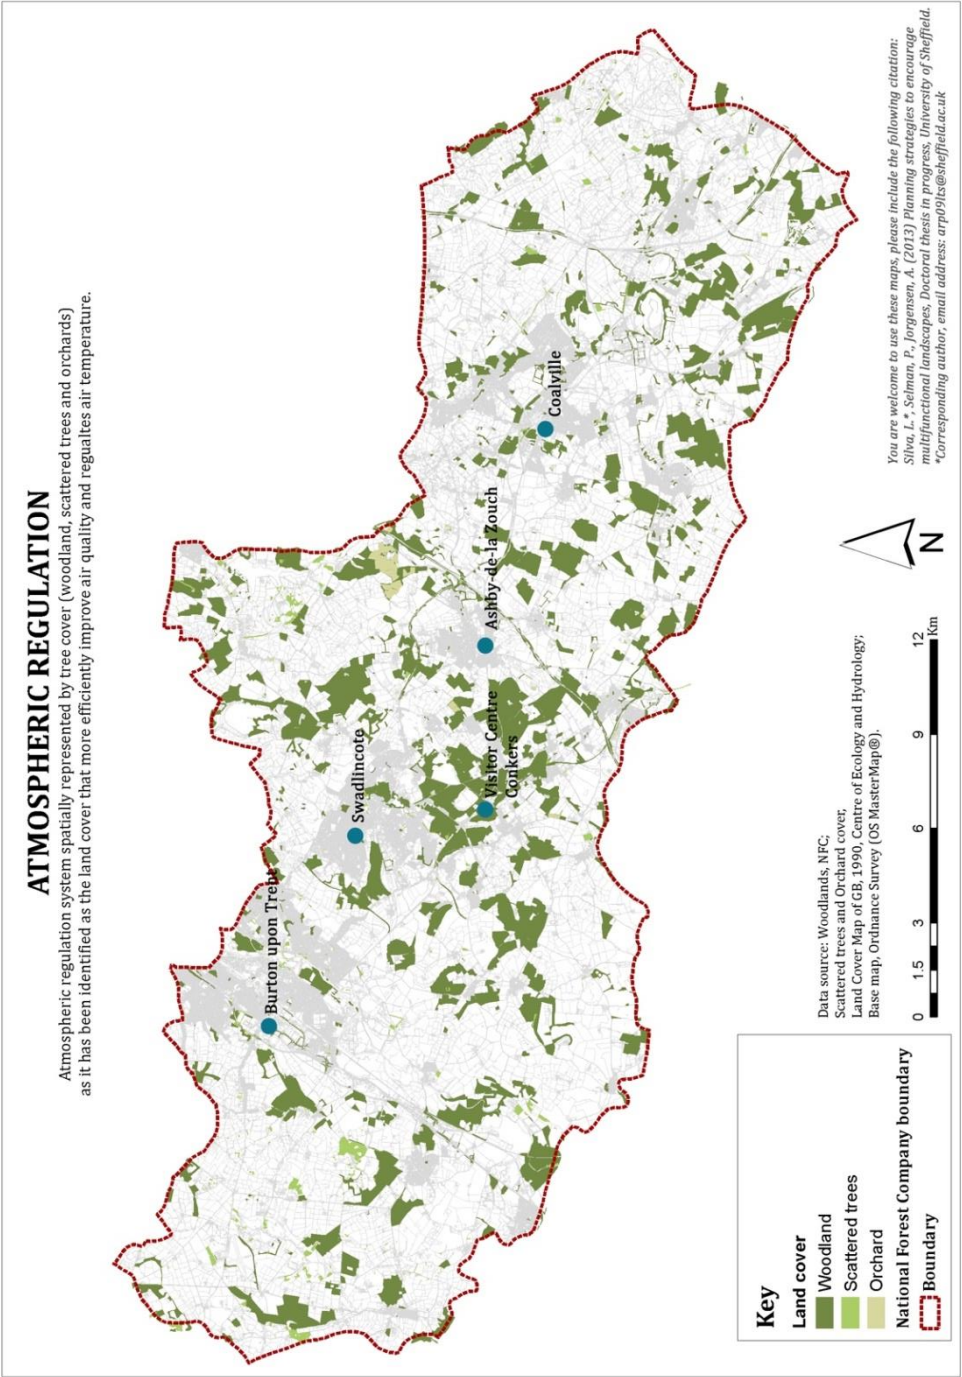 ATMOSPHERIC REGULATION
Atmospheric regulation system spatially represented by tree cover (woodland, scattered trees and orchards)
as it has been identified as the land cover that more efficiently improve air quality and regualtes air temperature.
Burton upon Trent
Swadlincote
Visitor Centre
Conkers
Ashby-de-la Zouch
Coalville
Key
Land cover
Woodland
Scattered trees
Orchard
National Forest Company boundary
Boundary
Data source: Woodlands, NFC;
Scattered trees and Orchard cover,
Land Cover Map of GB, 1990, Centre of Ecology and Hydrology;
Base map, Ordnance Survey (OS MasterMap®).
0 1.5 3 6 9 12
Km
N
You are welcome to use these maps, please include the following citation:
Silva, L.*, Selman, P., Jorgensen, A. (2013) Planning strategies to encourage
multifunctional landscapes, Doctoral thesis in progress, University of Sheffield.
*Corresponding author, email address: arp09lts@sheffield.ac.uk